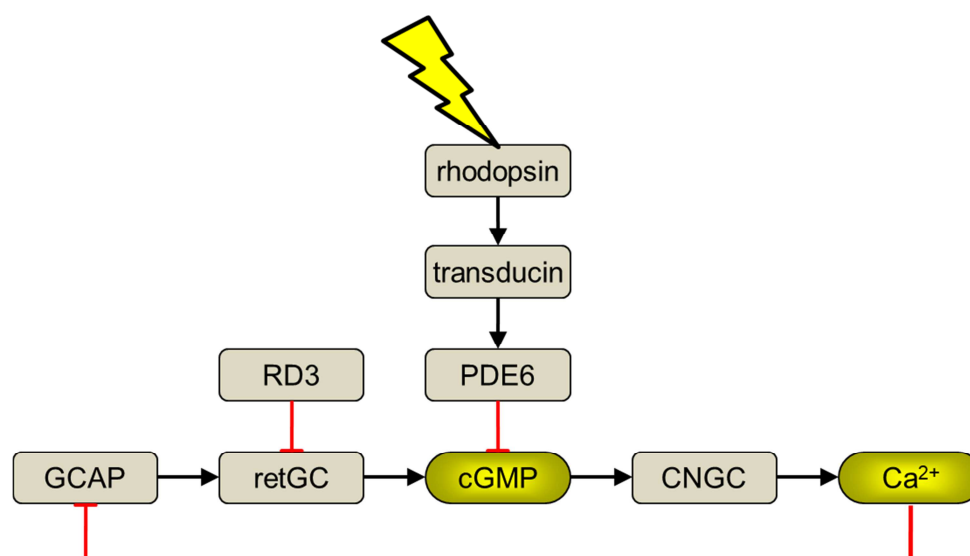 rhodopsin
transducin
RD3
PDE6
GCAP
retGC
cGMP
CNGC
Ca²⁺